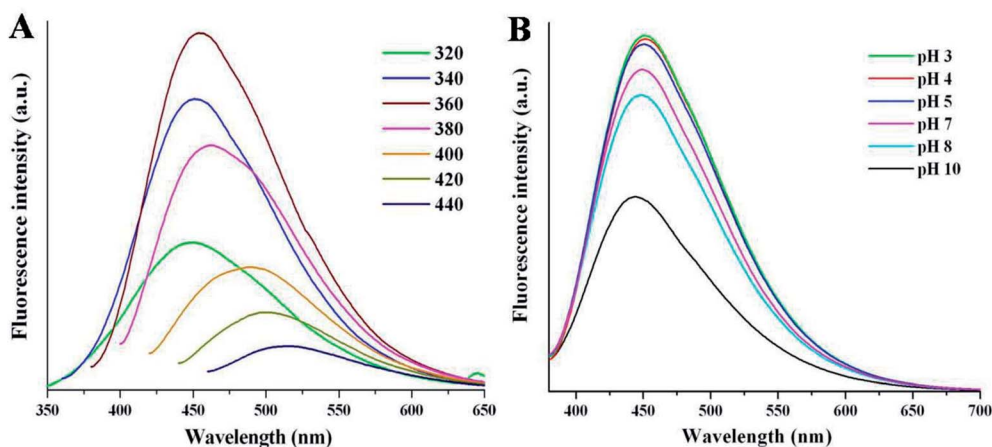 A
Fluorescence intensity (a.u.)
320
340
360
380
400
420
440
350 400 450 500 550 600 650
Wavelength (nm)
B
Fluorescence intensity (a.u.)
pH 3
pH 4
pH 5
pH 7
pH 8
pH 10
400 450 500 550 600 650 700
Wavelength (nm)